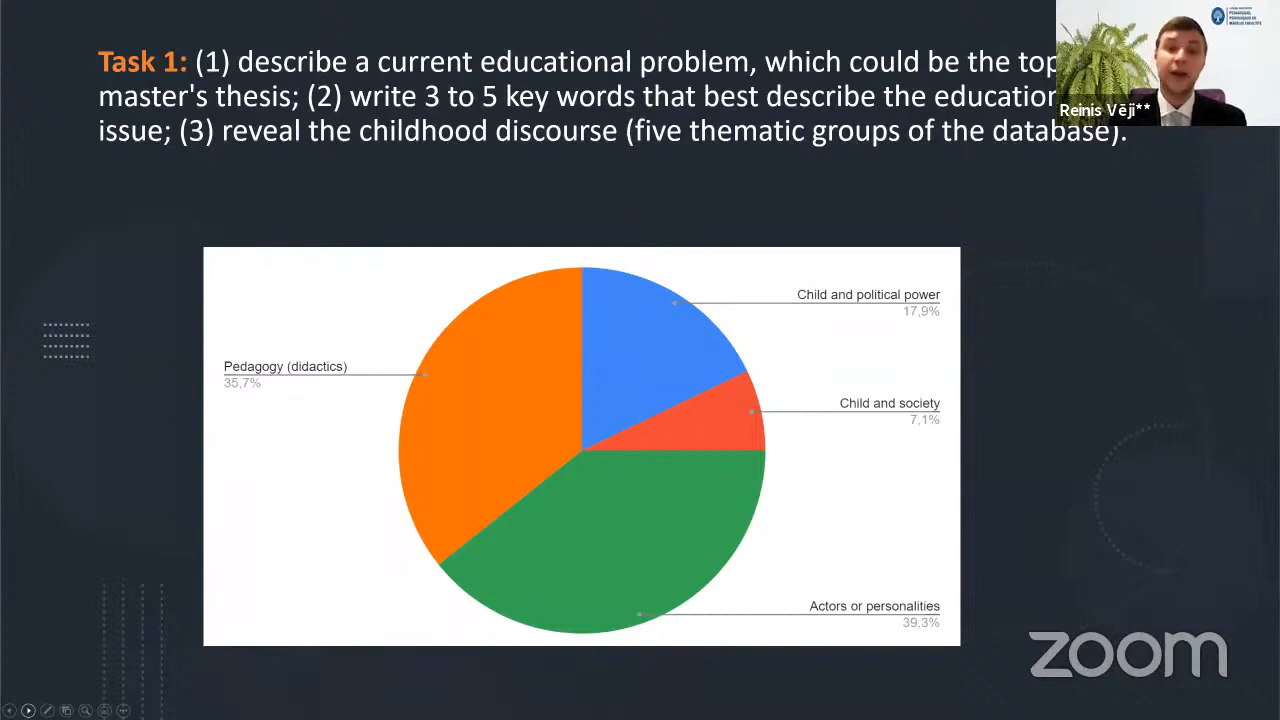 Task 1: (1) describe a current educational problem, which could be the top
master's thesis; (2) write 3 to 5 key words that best describe the education
issue; (3) reveal the childhood discourse (five thematic groups of the database).
Reinis Vēji**
Child and political power
17,9%
Pedagogy (didactics)
35,7%
Child and society
7,1%
Actors or personalities
39,3%
zoom